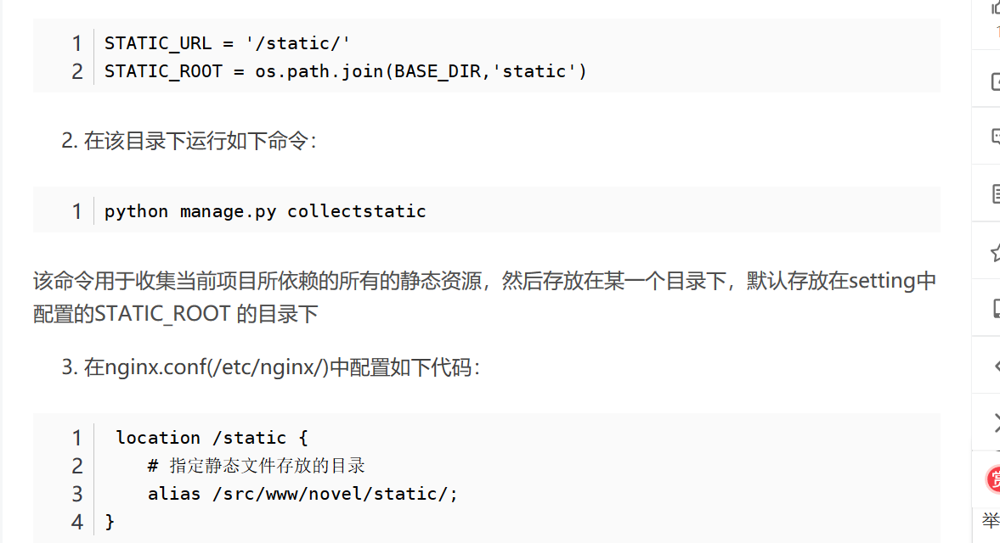 1 STATIC_URL = '/static/'
2 STATIC_ROOT = os.path.join(BASE_DIR,'static')
2. 在该目录下运行如下命令：
1 python manage.py collectstatic
该命令用于收集当前项目所依赖的所有的静态资源，然后存放在某一个目录下，默认存放在setting中
配置的STATIC_ROOT 的目录下
3. 在nginx.conf(/etc/nginx/)中配置如下代码：
1 location /static {
2 # 指定静态文件存放的目录
3 alias /src/www/novel/static/;
4 }
举